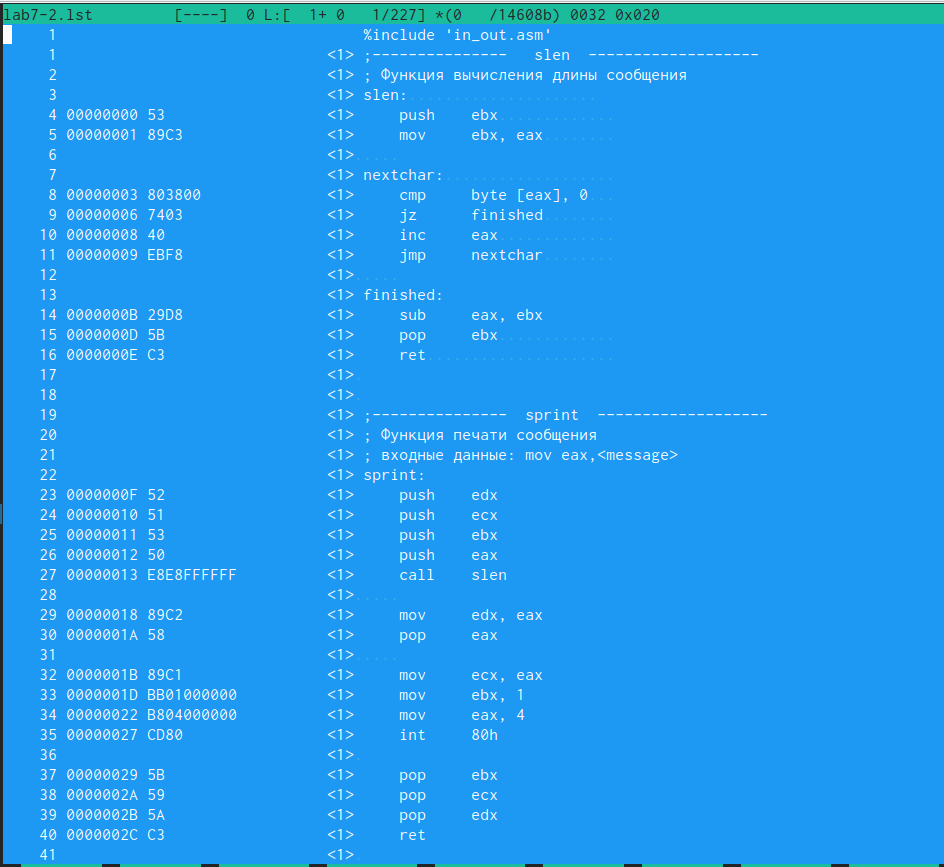 lab7-2.lst         [----]  0 L:[  1+ 0   1/227] *(0   /14608b) 0032 0x020
     1                                  %include 'in_out.asm'
     1                              <1> ;---------------   slen  -------------------
     2                              <1> ; Функция вычисления длины сообщения
     3                              <1> slen:.....................
     4 00000000 53                  <1>     push    ebx.............
     5 00000001 89C3                <1>     mov     ebx, eax........
     6                              <1>.....
     7                              <1> nextchar:...................
     8 00000003 803800              <1>     cmp     byte [eax], 0...
     9 00000006 7403                <1>     jz      finished........
    10 00000008 40                  <1>     inc     eax.............
    11 00000009 EBF8                <1>     jmp     nextchar........
    12                              <1>.....
    13                              <1> finished:
    14 0000000B 29D8                <1>     sub     eax, ebx
    15 0000000D 5B                  <1>     pop     ebx.............
    16 0000000E C3                  <1>     ret.....................
    17                              <1>.
    18                              <1>.
    19                              <1> ;---------------  sprint  -------------------
    20                              <1> ; Функция печати сообщения
    21                              <1> ; входные данные: mov eax,<message>
    22                              <1> sprint:
    23 0000000F 52                  <1>     push    edx
    24 00000010 51                  <1>     push    ecx
    25 00000011 53                  <1>     push    ebx
    26 00000012 50                  <1>     push    eax
    27 00000013 E8E8FFFFFF          <1>     call    slen
    28                              <1>.....
    29 00000018 89C2                <1>     mov     edx, eax
    30 0000001A 58                  <1>     pop     eax
    31                              <1>.....
    32 0000001B 89C1                <1>     mov     ecx, eax
    33 0000001D BB01000000          <1>     mov     ebx, 1
    34 00000022 B804000000          <1>     mov     eax, 4
    35 00000027 CD80                <1>     int     80h
    36                              <1>.
    37 00000029 5B                  <1>     pop     ebx
    38 0000002A 59                  <1>     pop     ecx
    39 0000002B 5A                  <1>     pop     edx
    40 0000002C C3                  <1>     ret
    41                              <1>.